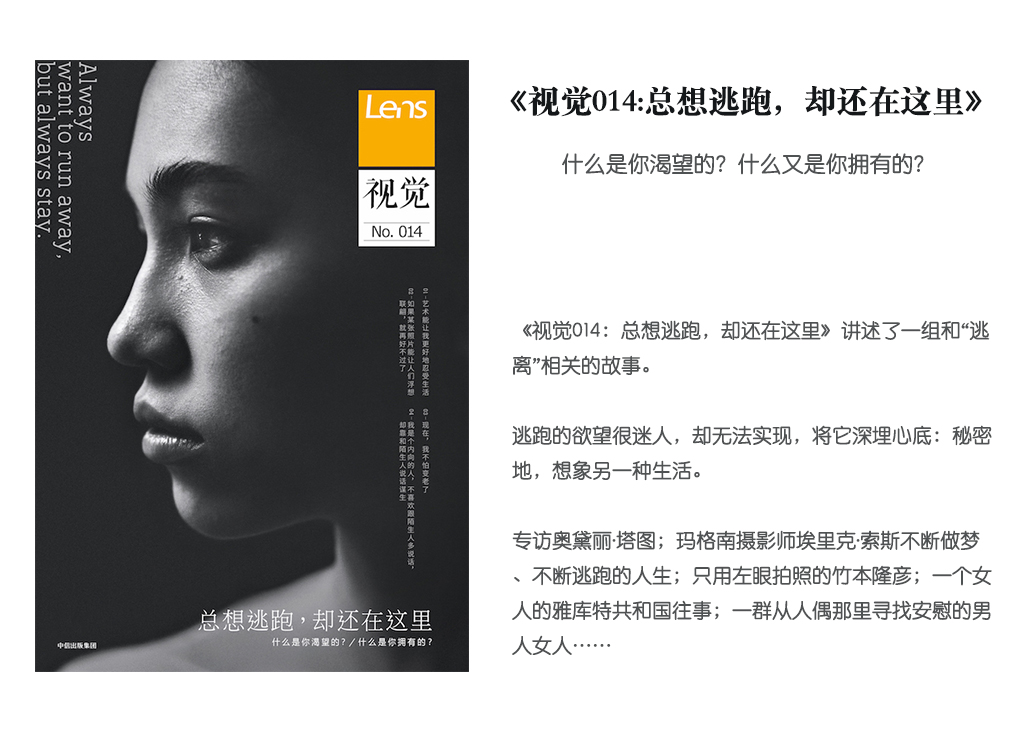 Always
want to run away,
but always stay.
Lens
视觉
No. 014
01-艺术能让我更好地忍受生活
03-如果某张照片能让人们浮想
联翩，就再好不过了
03-现在，我不怕变老了
04-我是个内向的人，不喜欢跟陌生人多说话，
却靠和陌生人说话谋生
总想逃跑，却还在这里
什么是你渴望的？/什么是你拥有的？
中信出版集团
《视觉014:总想逃跑，却还在这里》
什么是你渴望的？什么又是你拥有的？
《视觉014：总想逃跑，却还在这里》讲述了一组和“逃
离”相关的故事。
逃跑的欲望很迷人，却无法实现，将它深埋心底：秘密
地，想象另一种生活。
专访奥黛丽·塔图；玛格南摄影师埃里克·索斯不断做梦
、不断逃跑的人生；只用左眼拍照的竹本隆彦；一个女
人的雅库特共和国往事；一群从人偶那里寻找安慰的男
人女人……